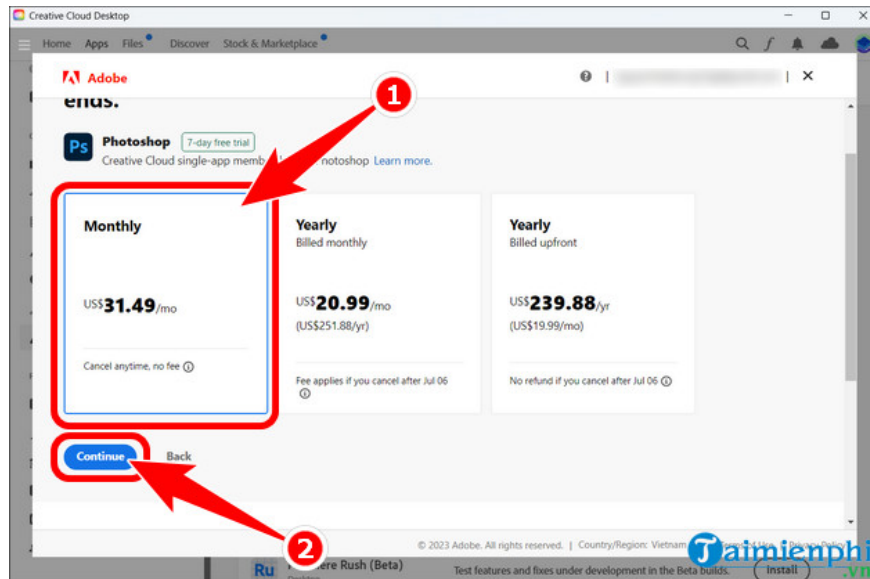 Creative Cloud Desktop
Home Apps Files Discover Stock & Marketplace
Adobe
ends.
Ps
Photoshop 7-day free trial
Creative Cloud single-app memb notoshop Learn more.
1
Monthly
US$31.49/mo
Cancel anytime, no fee
Yearly
Billed monthly
US$20.99/mo
(US$251.88/yr)
Fee applies if you cancel after Jul 06
Yearly
Billed upfront
US$239.88/yr
(US$19.99/mo)
No refund if you cancel after Jul 06
Continue Back
2
© 2023 Adobe. All rights reserved. | Country/Region: Vietnam
Ru
Rush (Beta)
Test features and fixes under development in the Beta builds.
Install
Taimienphi
.vn